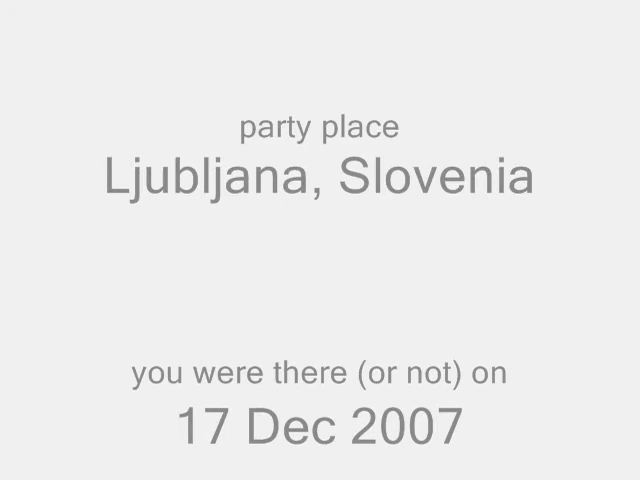 party place
Ljubljana, Slovenia
you were there (or not) on
17 Dec 2007